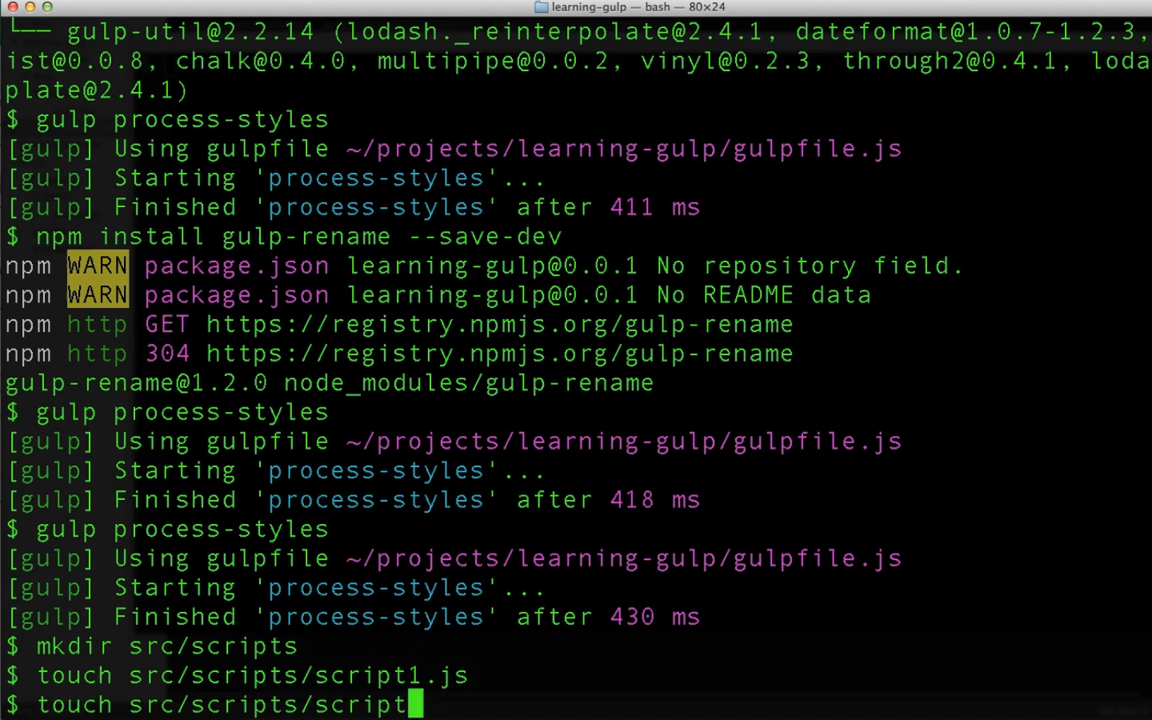 learning-gulp — bash — 80×24
└── gulp-util@2.2.14 (lodash._reinterpolate@2.4.1, dateformat@1.0.7-1.2.3,
ist@0.0.8, chalk@0.4.0, multipipe@0.0.2, vinyl@0.2.3, through2@0.4.1, loda
plate@2.4.1)
$ gulp process-styles
[gulp] Using gulpfile ~/projects/learning-gulp/gulpfile.js
[gulp] Starting 'process-styles'...
[gulp] Finished 'process-styles' after 411 ms
$ npm install gulp-rename --save-dev
npm WARN package.json learning-gulp@0.0.1 No repository field.
npm WARN package.json learning-gulp@0.0.1 No README data
npm http GET https://registry.npmjs.org/gulp-rename
npm http 304 https://registry.npmjs.org/gulp-rename
gulp-rename@1.2.0 node_modules/gulp-rename
$ gulp process-styles
[gulp] Using gulpfile ~/projects/learning-gulp/gulpfile.js
[gulp] Starting 'process-styles'...
[gulp] Finished 'process-styles' after 418 ms
$ gulp process-styles
[gulp] Using gulpfile ~/projects/learning-gulp/gulpfile.js
[gulp] Starting 'process-styles'...
[gulp] Finished 'process-styles' after 430 ms
$ mkdir src/scripts
$ touch src/scripts/script1.js
$ touch src/scripts/script